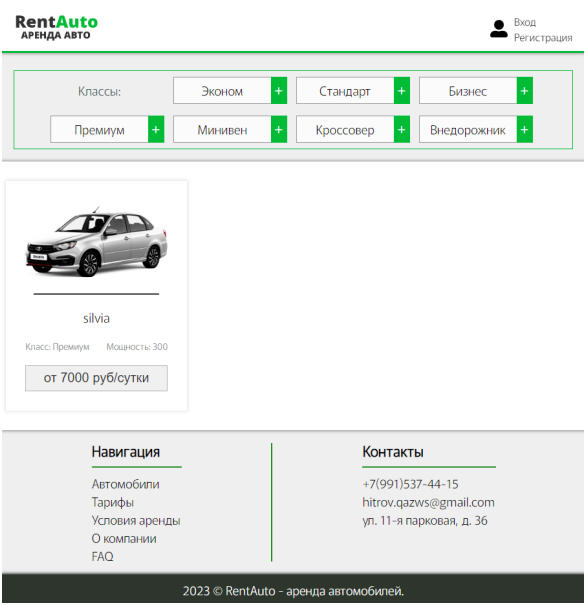 RentAuto
АРЕНДА АВТО
Вход
Регистрация
Классы:
Эконом +
Стандарт +
Бизнес +
Премиум +
Минивен +
Кроссовер +
Внедорожник +
silvia
Класс: Премиум Мощность: 300
от 7000 руб/сутки
Навигация
Автомобили
Тарифы
Условия аренды
О компании
FAQ
Контакты
+7(991)537-44-15
hitrov.qazws@gmail.com
ул. 11-я парковая, д. 36
2023 © RentAuto - аренда автомобилей.